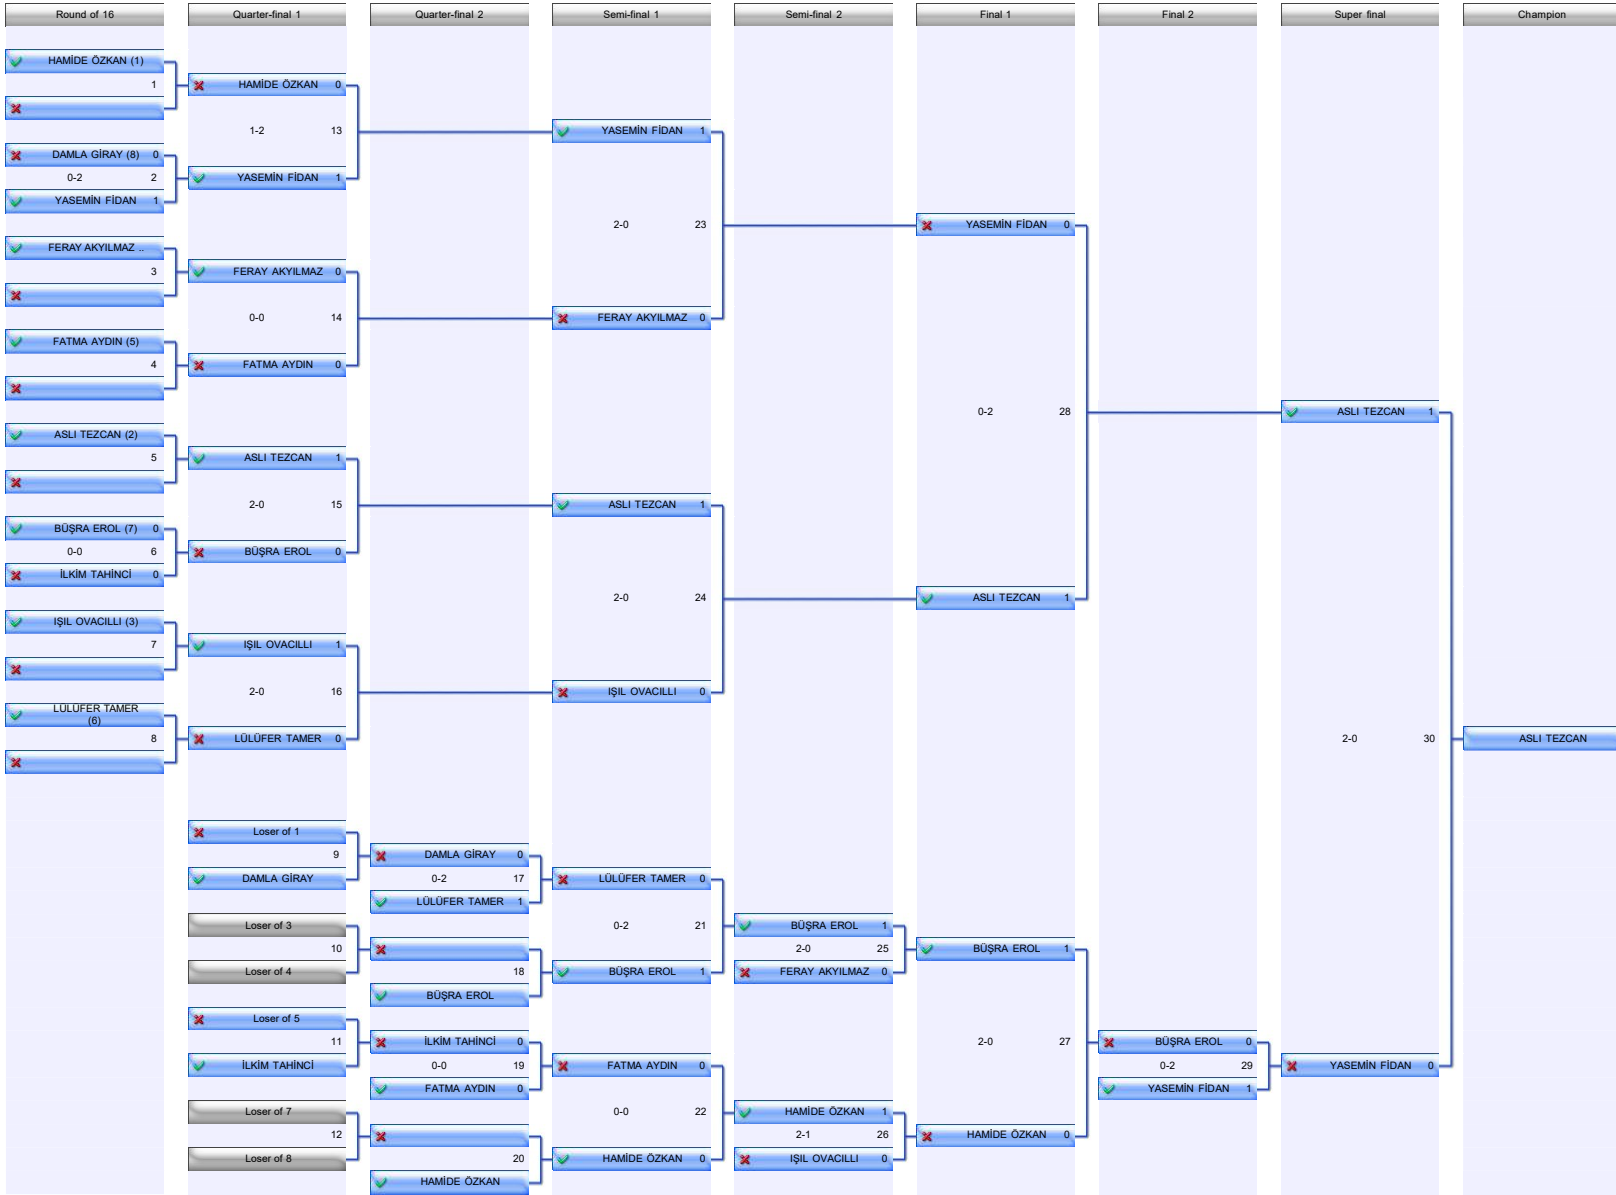 Round of 16
Quarter-final 1
Quarter-final 2
Semi-final 1
Semi-final 2
Final 1
Final 2
Super final
Champion
HAMİDE ÖZKAN (1)
1
DAMLA GİRAY (8) 0
0-2 2
YASEMİN FİDAN 1
FERAY AKYILMAZ ..
3
FATMA AYDIN (5)
4
ASLI TEZCAN (2)
5
BÜŞRA EROL (7) 0
0-0 6
İLKİM TAHİNCİ 0
IŞIL OVACILLI (3)
7
LÜLÜFER TAMER
(6)
8
HAMİDE ÖZKAN 0
1-2 13
YASEMİN FİDAN 1
FERAY AKYILMAZ 0
0-0 14
FATMA AYDIN 0
ASLI TEZCAN 1
2-0 15
BÜŞRA EROL 0
IŞIL OVACILLI 1
2-0 16
LÜLÜFER TAMER 0
Loser of 1
9
DAMLA GİRAY
Loser of 3
10
Loser of 4
Loser of 5
11
İLKİM TAHİNCİ
Loser of 7
12
Loser of 8
DAMLA GİRAY 0
0-2 17
LÜLÜFER TAMER 1
18
BÜŞRA EROL
İLKİM TAHİNCİ 0
0-0 19
FATMA AYDIN 0
20
HAMİDE ÖZKAN
YASEMİN FİDAN 1
2-0 23
FERAY AKYILMAZ 0
ASLI TEZCAN 1
2-0 24
IŞIL OVACILLI 0
LÜLÜFER TAMER 0
0-2 21
BÜŞRA EROL 1
FATMA AYDIN 0
0-0 22
HAMİDE ÖZKAN 0
BÜŞRA EROL 1
2-0 25
FERAY AKYILMAZ 0
HAMİDE ÖZKAN 1
2-1 26
IŞIL OVACILLI 0
YASEMİN FİDAN 0
0-2 28
ASLI TEZCAN 1
BÜŞRA EROL 1
2-0 27
HAMİDE ÖZKAN 0
BÜŞRA EROL 0
0-2 29
YASEMİN FİDAN 1
ASLI TEZCAN 1
2-0 30
YASEMİN FİDAN 0
ASLI TEZCAN